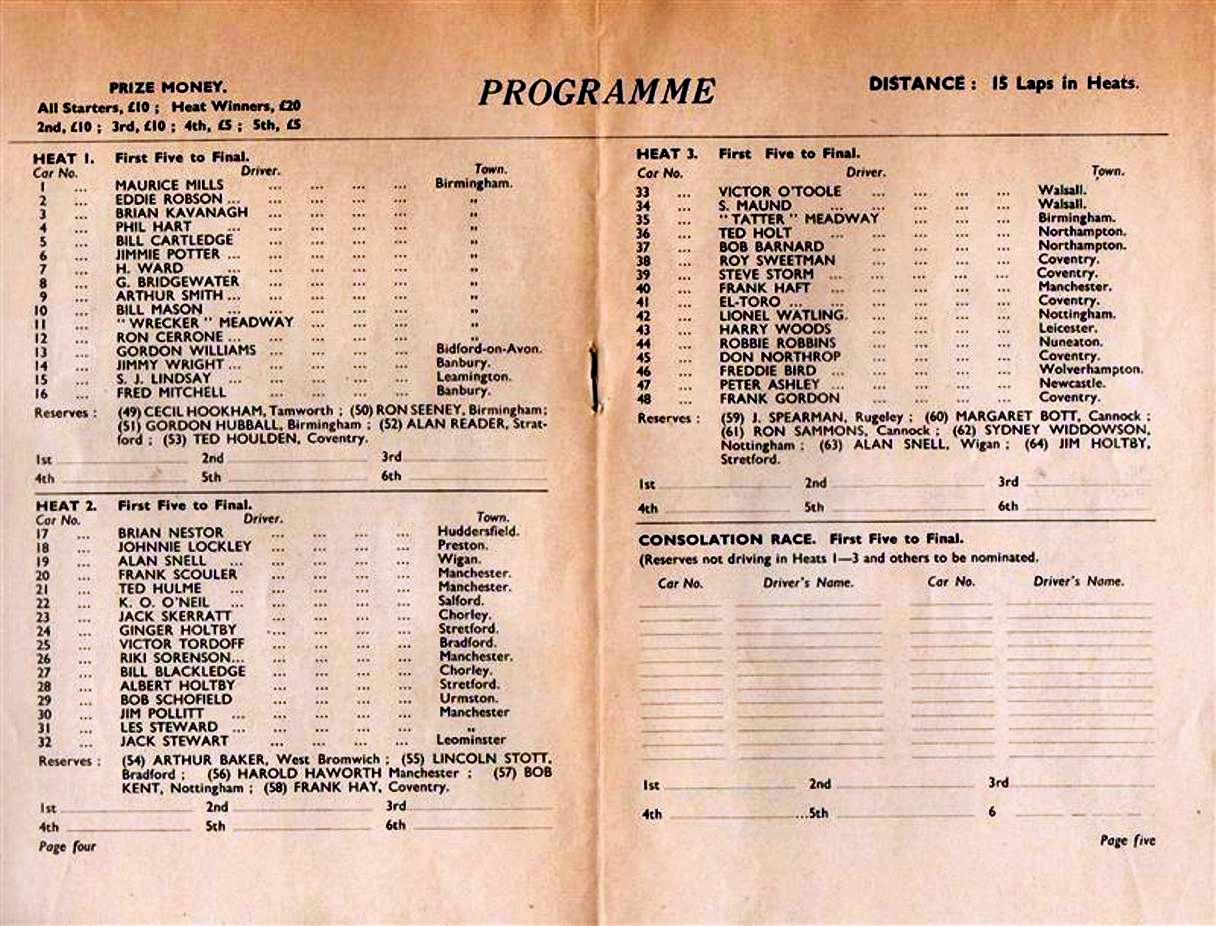 PRIZE MONEY.
All Starters, £10 ; Heat Winners, £20
2nd, £10 ; 3rd, £10 ; 4th, £5 ; 5th, £5
PROGRAMME
DISTANCE : 15 Laps in Heats.
HEAT 1. First Five to Final.
Car No. Driver. Town.
1 ... MAURICE MILLS ... ... ... ... Birmingham.
2 ... EDDIE ROBSON ... ... ... ... "
3 ... BRIAN KAVANAGH ... ... ... ... "
4 ... PHIL HART ... ... ... ... "
5 ... BILL CARTLEDGE ... ... ... ... "
6 ... JIMMIE POTTER ... ... ... ... "
7 ... H. WARD ... ... ... ... "
8 ... G. BRIDGEWATER ... ... ... ... "
9 ... ARTHUR SMITH ... ... ... ... "
10 ... BILL MASON ... ... ... ... "
11 ... " WRECKER " MEADWAY ... ... ... "
12 ... RON CERRONE ... ... ... ... "
13 ... GORDON WILLIAMS ... ... ... ... Bidford-on-Avon.
14 ... JIMMY WRIGHT ... ... ... ... Banbury.
15 ... S. J. LINDSAY ... ... ... ... Leamington.
16 ... FRED MITCHELL ... ... ... ... Banbury.
Reserves : (49) CECIL HOOKHAM, Tamworth ; (50) RON SEENEY, Birmingham ;
(51) GORDON HUBBALL, Birmingham ; (52) ALAN READER, Strat-
ford ; (53) TED HOULDEN, Coventry.
1st 2nd 3rd
4th 5th 6th
HEAT 2. First Five to Final.
Car No. Driver. Town.
17 ... BRIAN NESTOR ... ... ... ... Huddersfield.
18 ... JOHNNIE LOCKLEY ... ... ... ... Preston.
19 ... ALAN SNELL ... ... ... ... Wigan.
20 ... FRANK SCOULER ... ... ... ... Manchester.
21 ... TED HULME ... ... ... ... Manchester.
22 ... K. O. O'NEIL ... ... ... ... Salford.
23 ... JACK SKERRATT ... ... ... ... Chorley.
24 ... GINGER HOLTBY ... ... ... ... Stretford.
25 ... VICTOR TORDOFF ... ... ... ... Bradford.
26 ... RIKI SORENSON ... ... ... ... Manchester.
27 ... BILL BLACKLEDGE ... ... ... ... Chorley.
28 ... ALBERT HOLTBY ... ... ... ... Stretford.
29 ... BOB SCHOFIELD ... ... ... ... Urmston.
30 ... JIM POLLITT ... ... ... ... Manchester
31 ... LES STEWARD ... ... ... ... "
32 ... JACK STEWART ... ... ... ... Leominster
Reserves : (54) ARTHUR BAKER, West Bromwich ; (55) LINCOLN STOTT,
Bradford ; (56) HAROLD HAWORTH Manchester ; (57) BOB
KENT, Nottingham ; (58) FRANK HAY, Coventry.
1st 2nd 3rd
4th 5th 6th
Page four
HEAT 3. First Five to Final.
Car No. Driver. Town.
33 ... VICTOR O'TOOLE ... ... ... ... Walsall.
34 ... S. MAUND ... ... ... ... Walsall.
35 ... " TATTER " MEADWAY ... ... ... Birmingham.
36 ... TED HOLT ... ... ... ... Northampton.
37 ... BOB BARNARD ... ... ... ... Northampton.
38 ... ROY SWEETMAN ... ... ... ... Coventry.
39 ... STEVE STORM ... ... ... ... Coventry.
40 ... FRANK HAFT ... ... ... ... Manchester.
41 ... EL-TORO ... ... ... ... Coventry.
42 ... LIONEL WATLING. ... ... ... ... Nottingham.
43 ... HARRY WOODS ... ... ... ... Leicester.
44 ... ROBBIE ROBBINS ... ... ... ... Nuneaton.
45 ... DON NORTHROP ... ... ... ... Coventry.
46 ... FREDDIE BIRD ... ... ... ... Wolverhampton.
47 ... PETER ASHLEY ... ... ... ... Newcastle.
48 ... FRANK GORDON ... ... ... ... Coventry.
Reserves : (59) J. SPEARMAN, Rugeley ; (60) MARGARET BOTT, Cannock ;
(61) RON SAMMONS, Cannock ; (62) SYDNEY WIDDOWSON,
Nottingham ; (63) ALAN SNELL, Wigan ; (64) JIM HOLTBY,
Stretford.
1st 2nd 3rd
4th 5th 6th
CONSOLATION RACE. First Five to Final.
(Reserves not driving in Heats 1—3 and others to be nominated.
Car No. Driver's Name. Car No. Driver's Name.
1st 2nd 3rd
4th ...5th 6
Page five